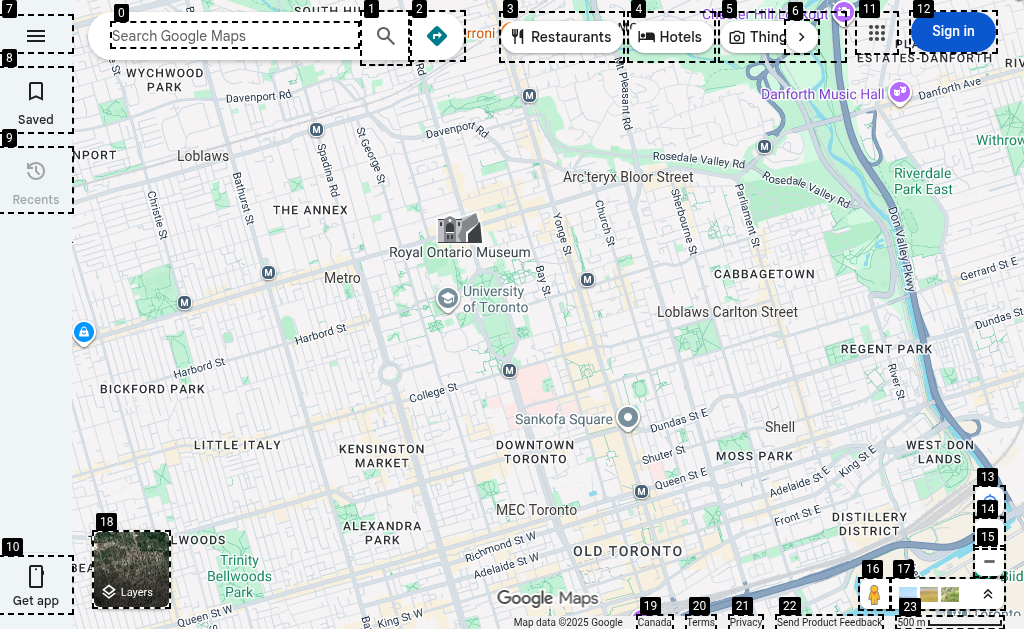 7
0
1
2
3
4
5
6
11
12
SOUTH HILL
Chester Hill Lookout
Search Google Maps
Restaurants
Hotels
Sign in
ESTATES-DANFORTH
WYCHWOOD
PARK
8
Saved
Davenport Rd
Mt Pleasant Rd
Danforth Music Hall
Danforth Ave
9
Recents
Loblaws
Spadina Rd
St George St
Davenport Rd
Rosedale Valley Rd
Rosedale Valley Rd
Arc'teryx Bloor Street
Riverdale
Park East
Christie St
Bathurst St
THE ANNEX
Royal Ontario Museum
Yonge St
Church St
Sherbourne St
Parliament St
Don Valley Pkwy
Metro
University
of Toronto
Bay St
CABBAGETOWN
Gerrard St E
Loblaws Carlton Street
Dundas St E
Harbord St
Harbord St
REGENT PARK
BICKFORD PARK
College St
River St
Sankofa Square
Dundas St E
Shell
LITTLE ITALY
KENSINGTON
MARKET
DOWNTOWN
TORONTO
Shuter St
MOSS PARK
King St E
WEST DON
LANDS
Queen St E
Adelaide St E
13
14
15
MEC Toronto
Front St E
DISTILLERY
DISTRICT
18
ALEXANDRA
PARK
Richmond St W
Adelaide St W
OLD TORONTO
10
Get app
Layers
Trinity
Bellwoods
Park
Queen St W
Queen St W
Google Maps
16
17
19
20
21
22
23
Map data ©2025 Google
Canada
Terms
Privacy
Send Product Feedback
500 m